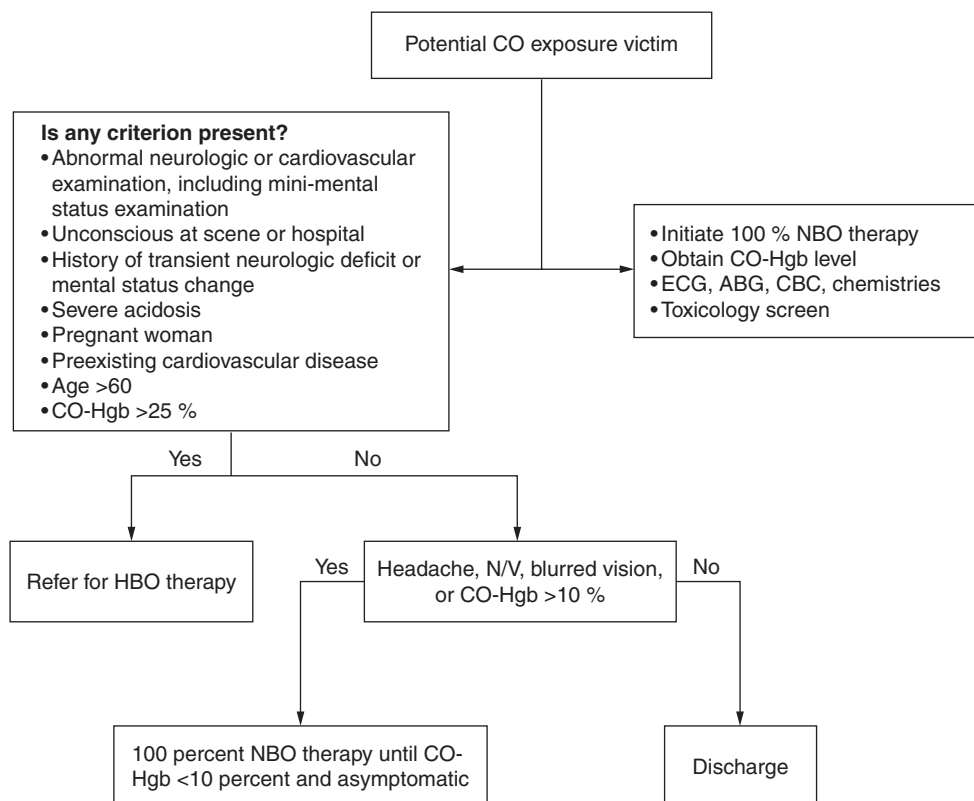 Potential CO exposure victim
Is any criterion present?
•Abnormal neurologic or cardiovascular
examination, including mini-mental
status examination
•Unconscious at scene or hospital
•History of transient neurologic deficit or
mental status change
•Severe acidosis
•Pregnant woman
•Preexisting cardiovascular disease
•Age >60
•CO-Hgb >25 %
•Initiate 100 % NBO therapy
•Obtain CO-Hgb level
•ECG, ABG, CBC, chemistries
•Toxicology screen
Yes
No
Refer for HBO therapy
Yes
Headache, N/V, blurred vision,
or CO-Hgb >10 %
No
100 percent NBO therapy until CO-
Hgb <10 percent and asymptomatic
Discharge